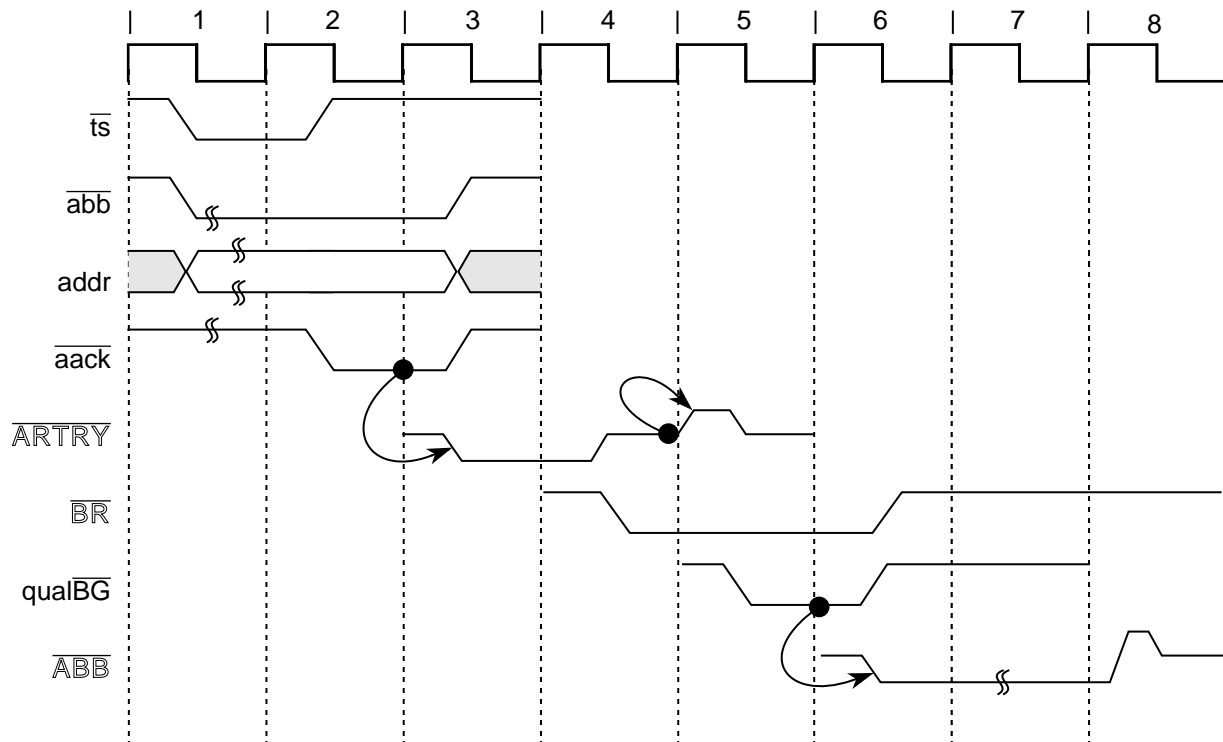 | 1 | 2 | 3 | 4 | 5 | 6 | 7 | 8
ts
abb
addr
aack
ARTRY
BR
qualBG
ABB